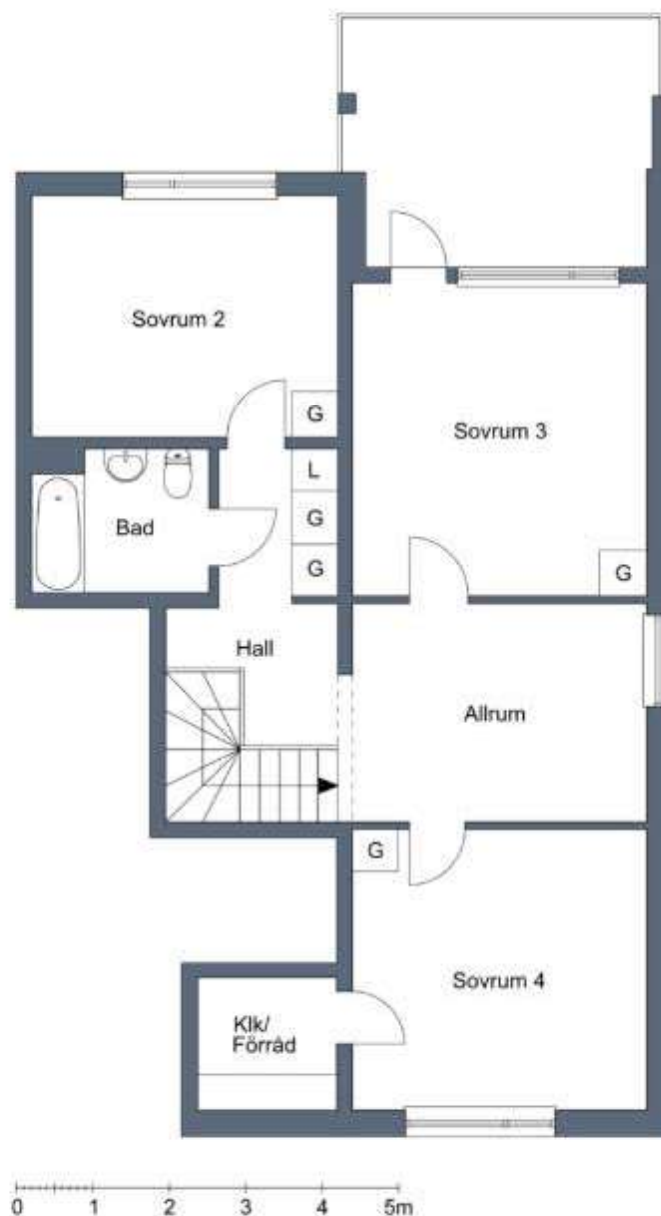 Sovrum 2
G
Sovrum 3
L
G
G
Bad
G
Hall
Allrum
G
Sovrum 4
Klk/
Förråd
0 1 2 3 4 5m